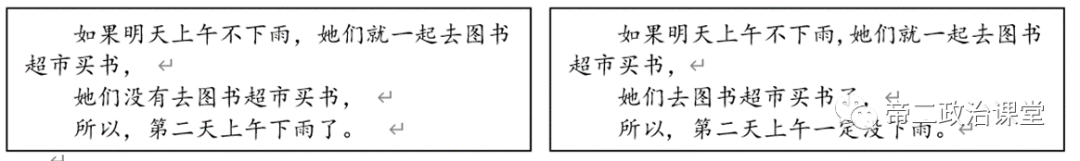 如果明天上午不下雨，她们就一起去图书
超市买书，
她们没有去图书超市买书，
所以，第二天上午下雨了。
如果明天上午不下雨,她们就一起去图书
超市买书,
她们去图书超市买书了，
所以，第二天上午一定没下雨。
帝二政治课堂